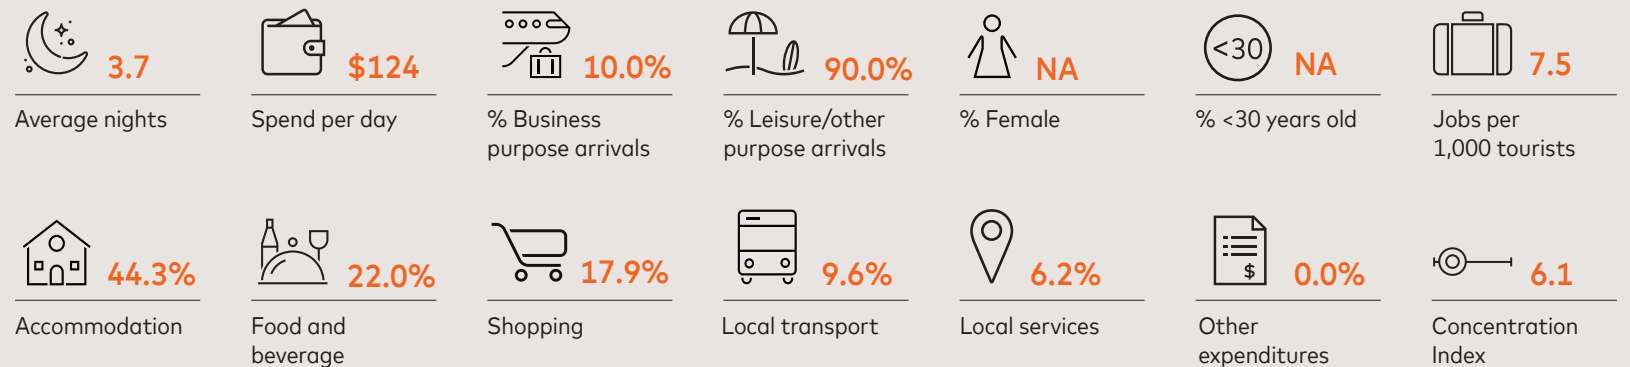 3.7
Average nights
$124
Spend per day
10.0%
% Business
purpose arrivals
90.0%
% Leisure/other
purpose arrivals
NA
% Female
<30
NA
% <30 years old
7.5
Jobs per
1,000 tourists
44.3%
Accommodation
22.0%
Food and
beverage
17.9%
Shopping
9.6%
Local transport
6.2%
Local services
$
0.0%
Other
expenditures
6.1
Concentration
Index